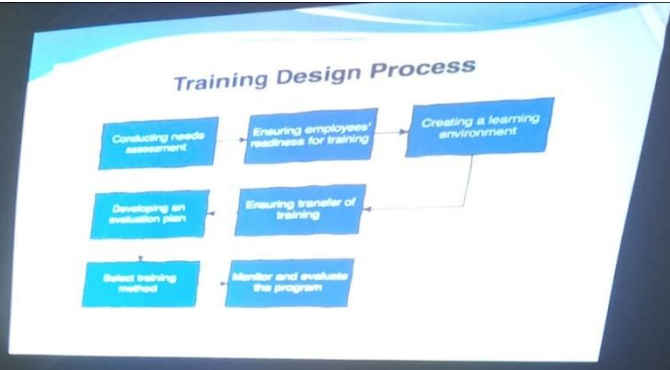 Training Design Process
Conducting needs
assessment
Ensuring employees'
readiness for training
Creating a learning
environment
Ensuring transfer of
training
Developing an
evaluation plan
Select training
method
Monitor and evaluate
the program